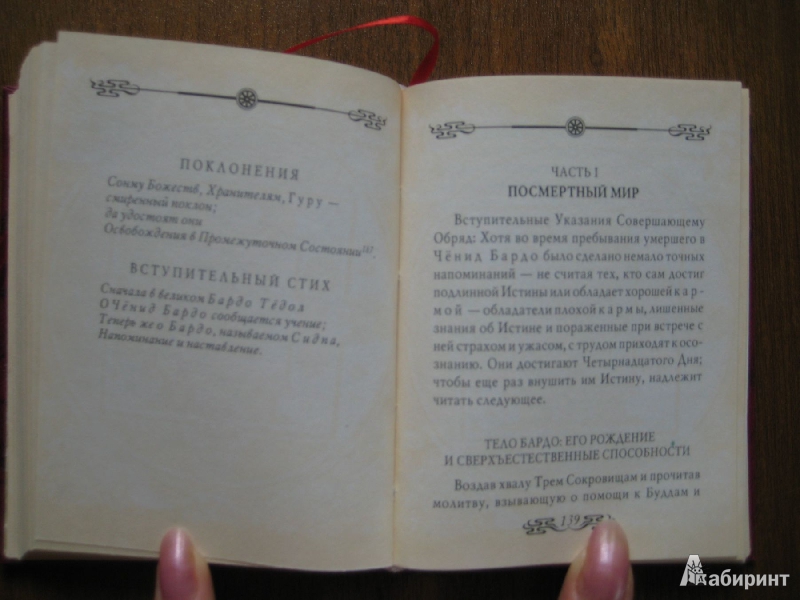 ПОКЛОНЕНИЯ
Сонму Божеств, Хранителям, Гуру —
смиренный поклон;
да удостоят они
Освобождения в Промежуточном Состоянии
ВСТУПИТЕЛЬНЫЙ СТИХ
Сначала в великом Бардо Тёдол
О Чёнид Бардо сообщается учение;
Теперь же о Бардо, называемом Сидпа,
Напоминание и наставление.
ЧАСТЬ I
ПОСМЕРТНЫЙ МИР
Вступительные Указания Совершающему
Обряд: Хотя во время пребывания умершего в
Чёнид Бардо было сделано немало точных
напоминаний — не считая тех, кто сам достиг
подлинной Истины или обладает хорошей кар-
мой — обладатели плохой кармы, лишенные
знания об Истине и пораженные при встрече
с ней страхом и ужасом, с трудом приходят к осо-
знанию. Они достигают Четырнадцатого Дня;
чтобы еще раз внушить им Истину, надлежит
читать следующее.
ТЕЛО БАРДО: ЕГО РОЖДЕНИЕ
И СВЕРХЪЕСТЕСТВЕННЫЕ СПОСОБНОСТИ
Воздав хвалу Трем Сокровищам и прочитав
молитву, взывающую о помощи к Буддам и
139
Лабиринт